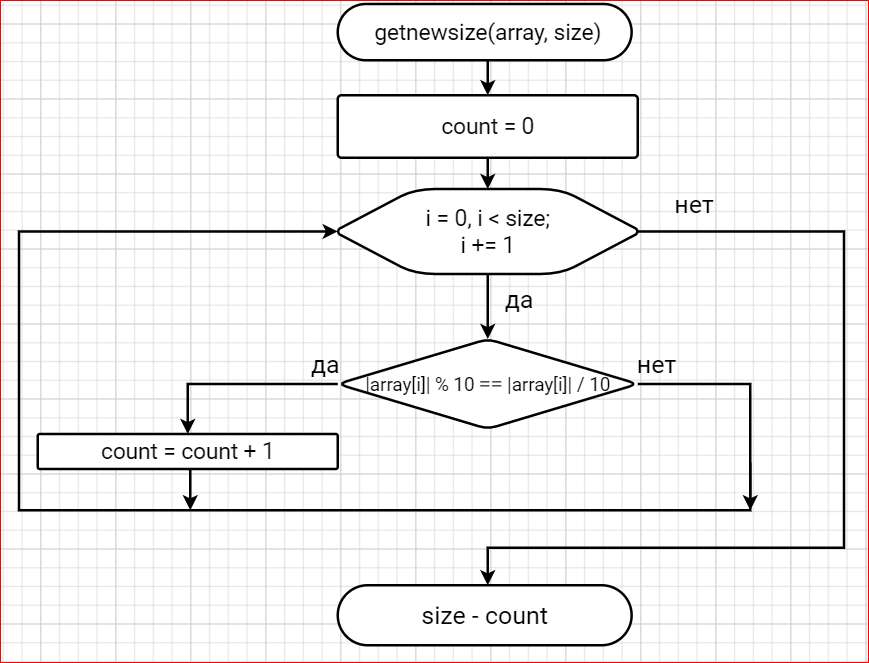 getnewsize(array, size)
count = 0
i = 0, i < size;
i += 1
нет
да
да
|array[i]| % 10 == |array[i]| / 10
нет
count = count + 1
size - count